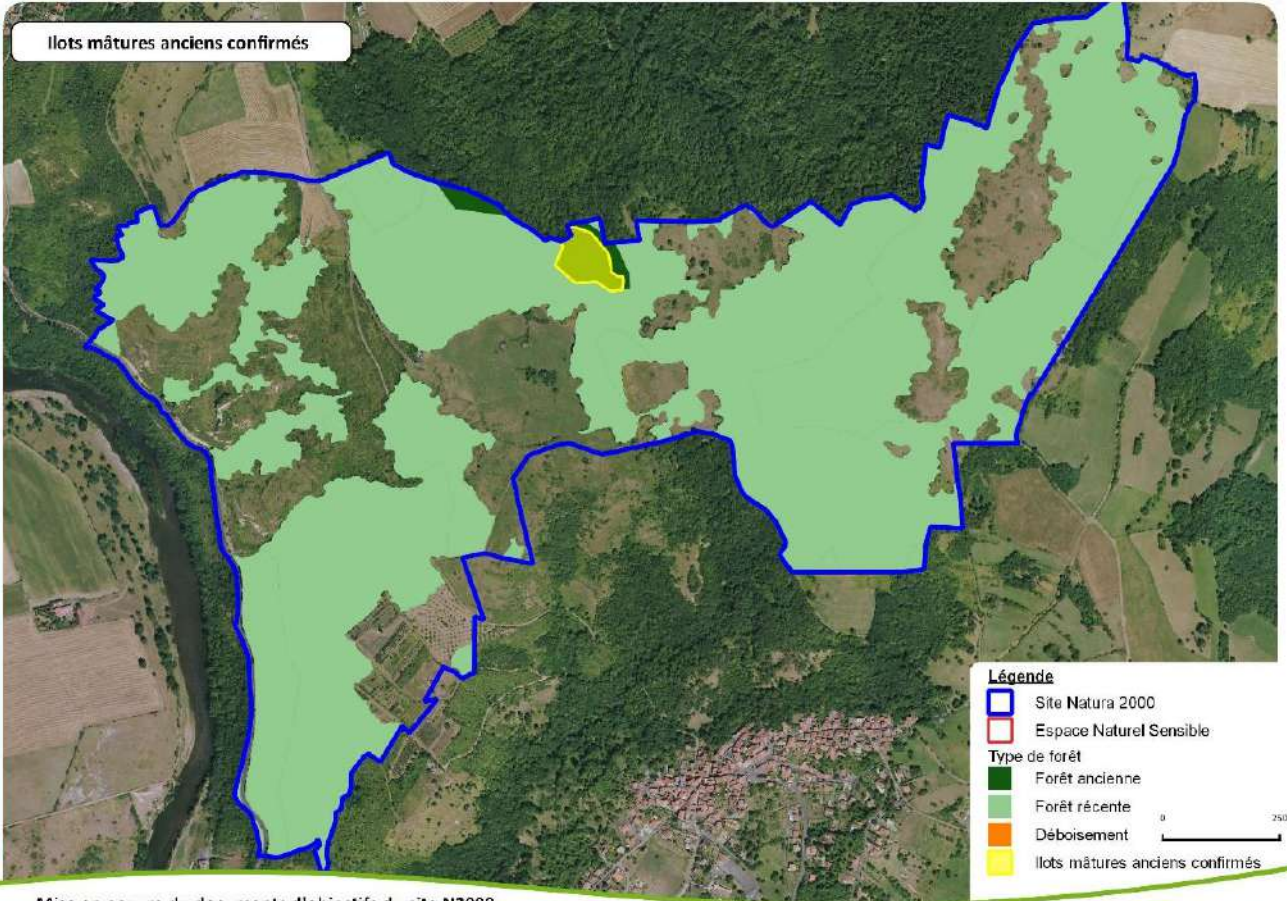 Ilots mâtures anciens confirmés
Légende
Site Natura 2000
Espace Naturel Sensible
Type de forêt
Forêt ancienne
Forêt récente
Déboisement
Ilots mâtures anciens confirmés
0 250